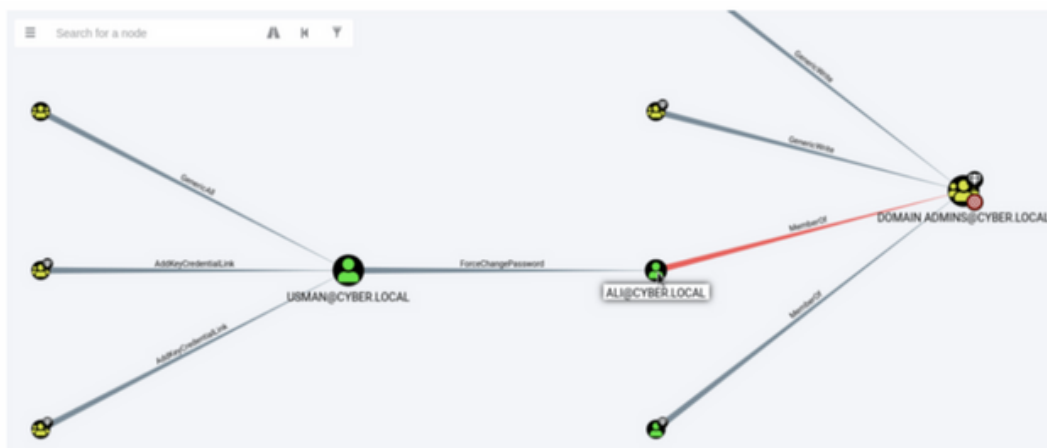 Search for a node
GenericWrite
GenericWrite
GenericAll
DOMAIN ADMINS@CYBER.LOCAL
MemberOf
AddKeyCredentialLink
ForceChangePassword
USMAN@CYBER.LOCAL
ALI@CYBER.LOCAL
MemberOf
AddKeyCredentialLink